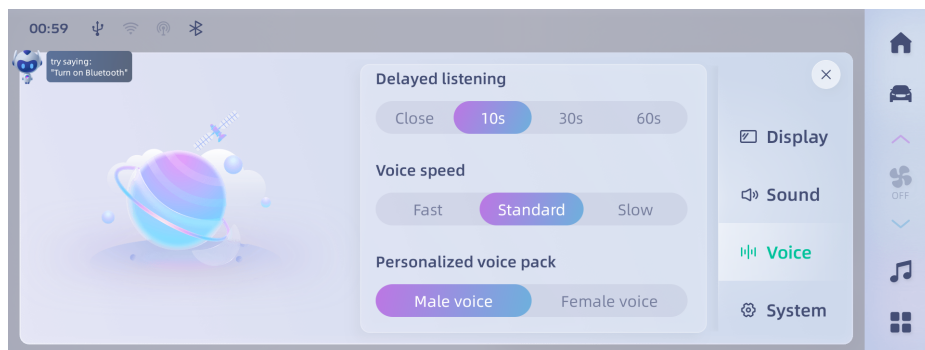 00:59
try saying:
"Turn on Bluetooth"
Delayed listening
Close 10s 30s 60s
Voice speed
Fast Standard Slow
Personalized voice pack
Male voice Female voice
Display
Sound
Voice
System
OFF